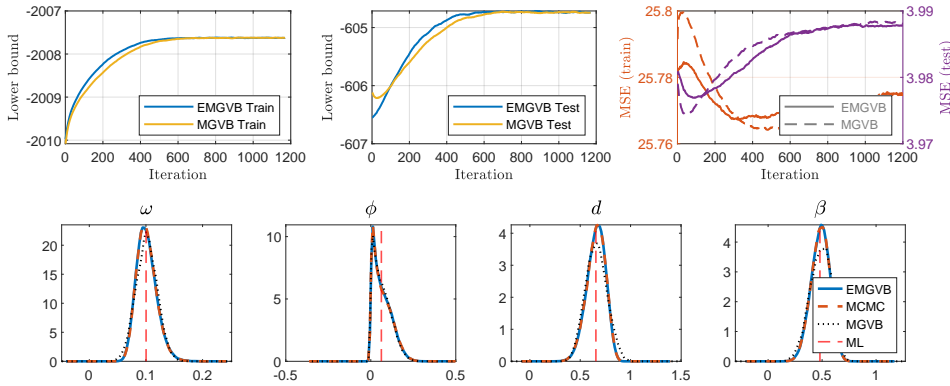 -2007
-2008
-2009
-2010
Lower bound
EMGVB Train
MGVB Train
0 200 400 600 800 1000 1200
Iteration
-605
-606
-607
Lower bound
EMGVB Test
MGVB Test
0 200 400 600 800 1000 1200
Iteration
25.8
25.78
25.76
MSE (train)
3.99
3.98
3.97
MSE (test)
EMGVB
MGVB
0 200 400 600 800 1000 1200
Iteration
ω
20
15
10
5
0
0 0.1 0.2
ϕ
10
5
0
-0.5 0 0.5
d
4
3
2
1
0
0 0.5 1 1.5
β
4
3
2
1
0
0 0.5 1
EMGVB
MCMC
MGVB
ML